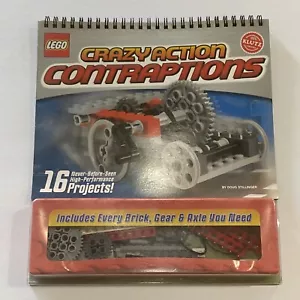 LEGO
KLUTZ
CRAZY ACTION
CONTRAPTIONS
16
Never-Before-Seen
High-Performance
Projects!
BY DOUG STILLINGER
Includes Every Brick, Gear & Axle You Need